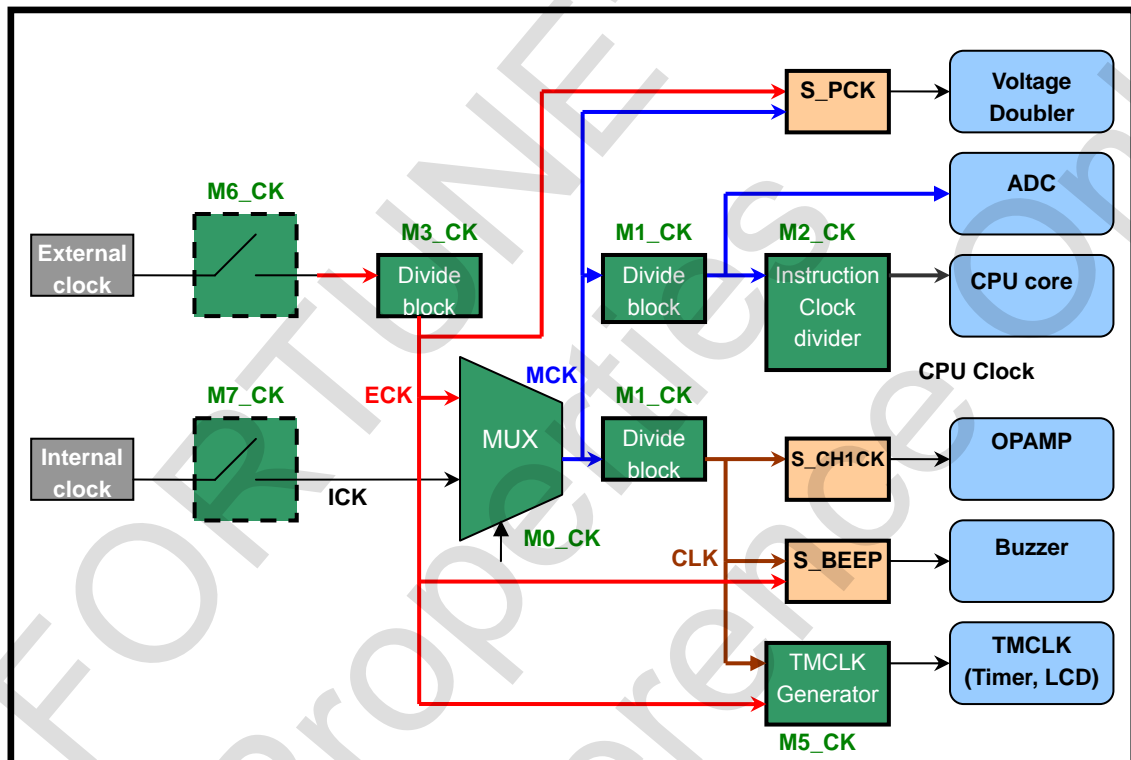 S_PCK
Voltage
Doubler
ADC
M6_CK
M3_CK
M1_CK
M2_CK
External
clock
Divide
block
Divide
block
Instruction
Clock
divider
CPU core
CPU Clock
M7_CK
ECK
MCK
M1_CK
MUX
Divide
block
Internal
clock
ICK
S_CH1CK
OPAMP
M0_CK
CLK
S_BEEP
Buzzer
TMCLK
Generator
TMCLK
(Timer, LCD)
M5_CK
FORTUNE
Properties